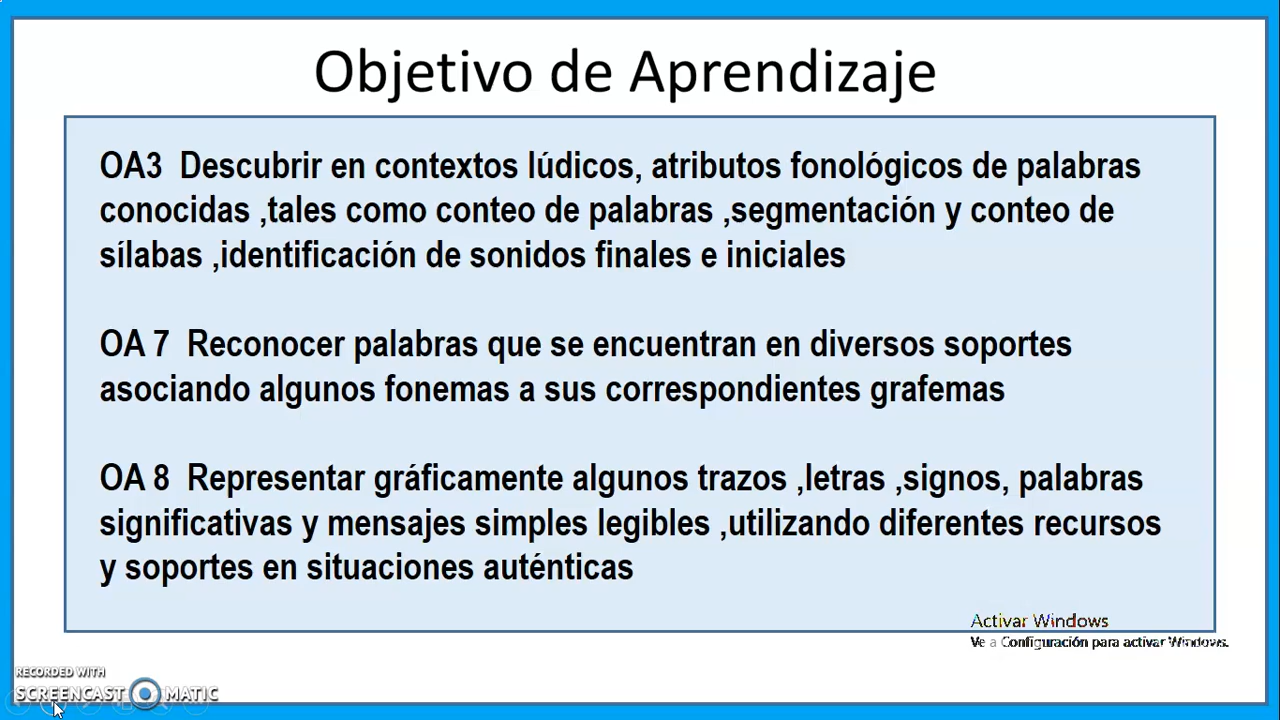 Objetivo de Aprendizaje
OA3 Descubrir en contextos lúdicos, atributos fonológicos de palabras
conocidas ,tales como conteo de palabras ,segmentación y conteo de
sílabas ,identificación de sonidos finales e iniciales
OA 7 Reconocer palabras que se encuentran en diversos soportes
asociando algunos fonemas a sus correspondientes grafemas
OA 8 Representar gráficamente algunos trazos ,letras ,signos, palabras
significativas y mensajes simples legibles ,utilizando diferentes recursos
y soportes en situaciones auténticas
Activar Windows
Ve a Configuración para activar Windows.
RECORDED WITH
SCREENCAST MATIC